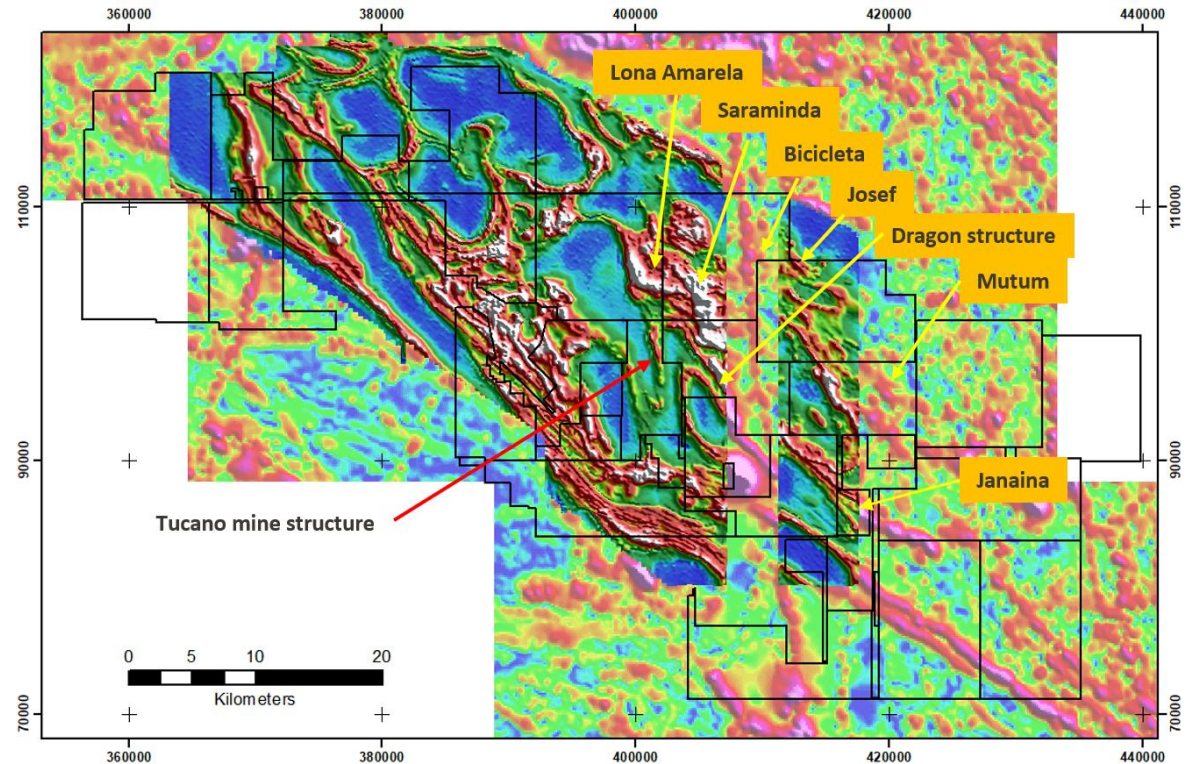 360000 380000 400000 420000 440000
Lona Amarela
Saraminda
Bicicleta
Josef
110000 110000
Dragon structure
Mutum
90000 90000
Janaina
Tucano mine structure
0 5 10 20
Kilometers
70000 70000
360000 380000 400000 420000 440000